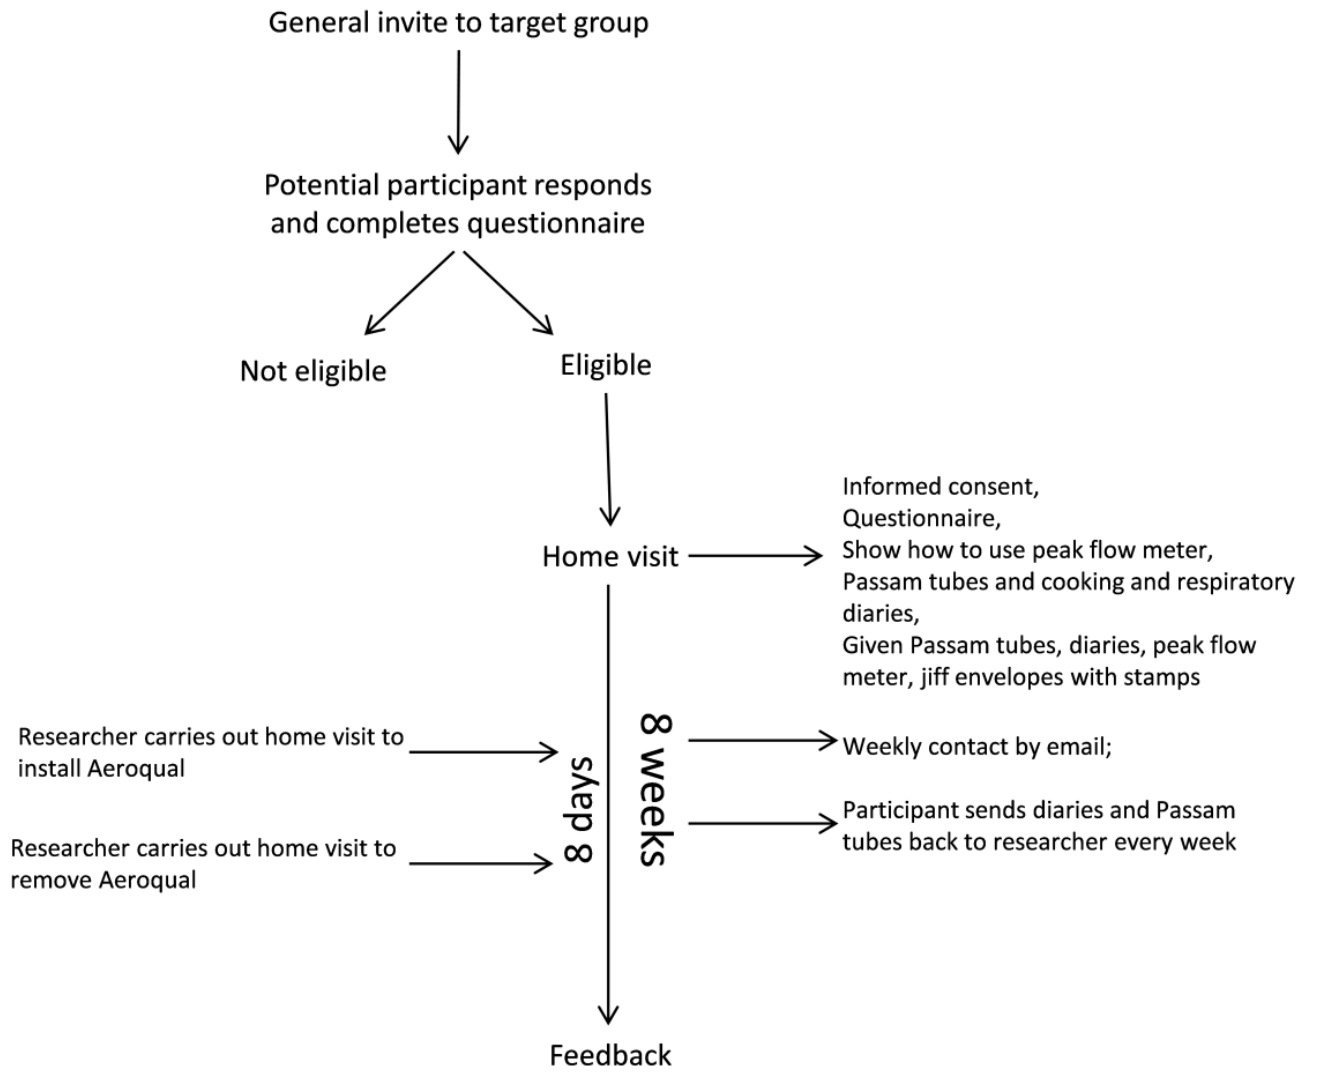 General invite to target group
Potential participant responds
and completes questionnaire
Not eligible
Eligible
Home visit
Informed consent,
Questionnaire,
Show how to use peak flow meter,
Passam tubes and cooking and respiratory
diaries,
Given Passam tubes, diaries, peak flow
meter, jiff envelopes with stamps
Researcher carries out home visit to
install Aeroqual
Researcher carries out home visit to
remove Aeroqual
8 days
8 weeks
Weekly contact by email;
Participant sends diaries and Passam
tubes back to researcher every week
Feedback